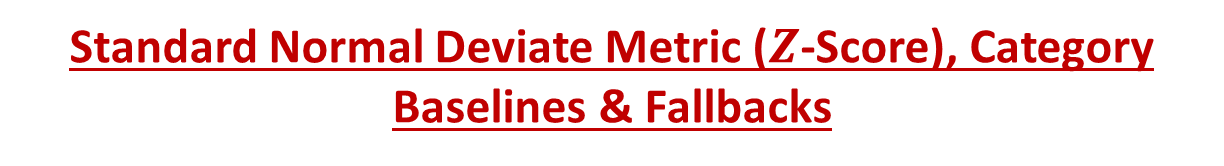 Standard Normal Deviate Metric (Z-Score), Category
Baselines & Fallbacks